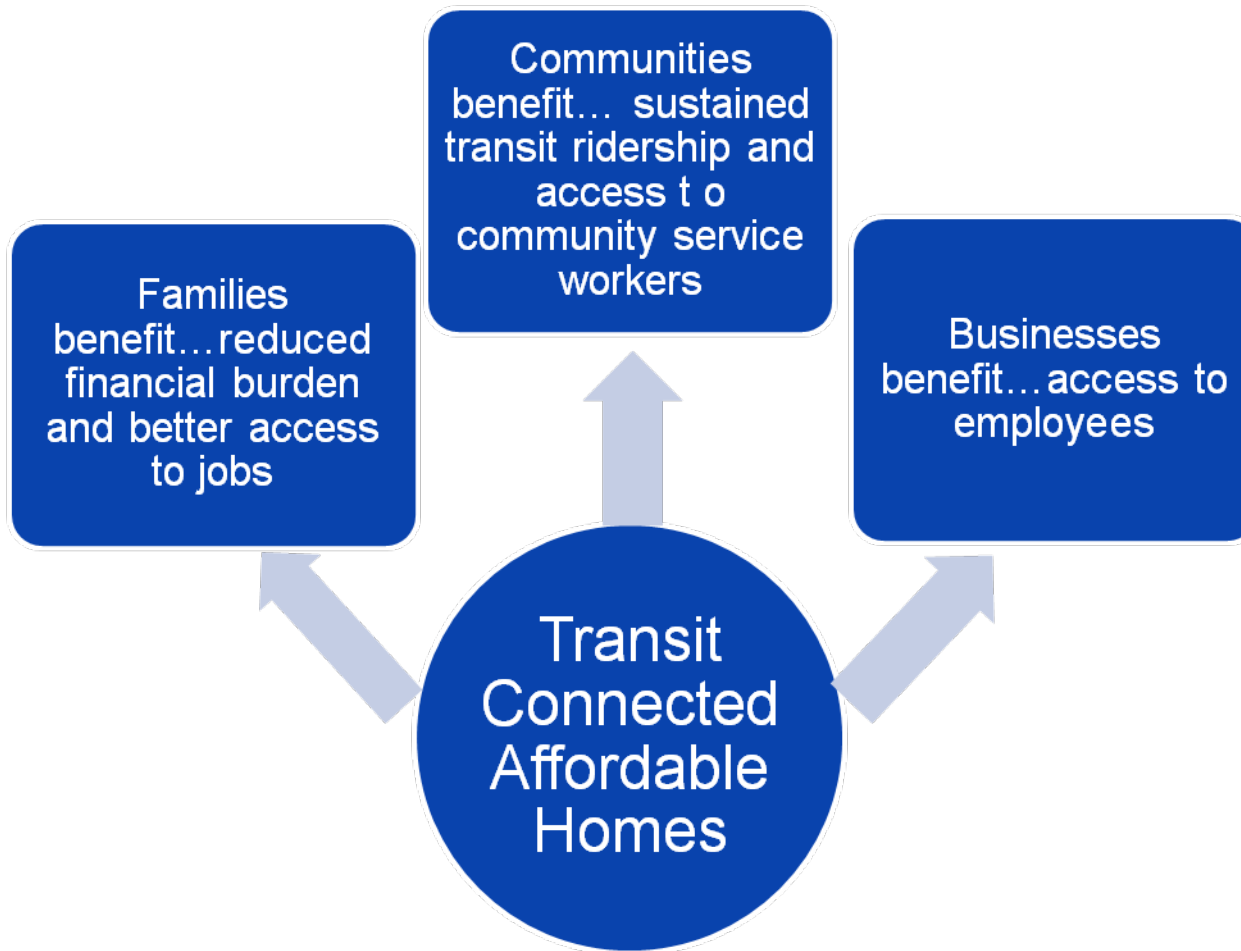 Communities
benefit... sustained
transit ridership and
access t o
community service
workers
Families
benefit...reduced
financial burden
and better access
to jobs
Businesses
benefit...access to
employees
Transit
Connected
Affordable
Homes